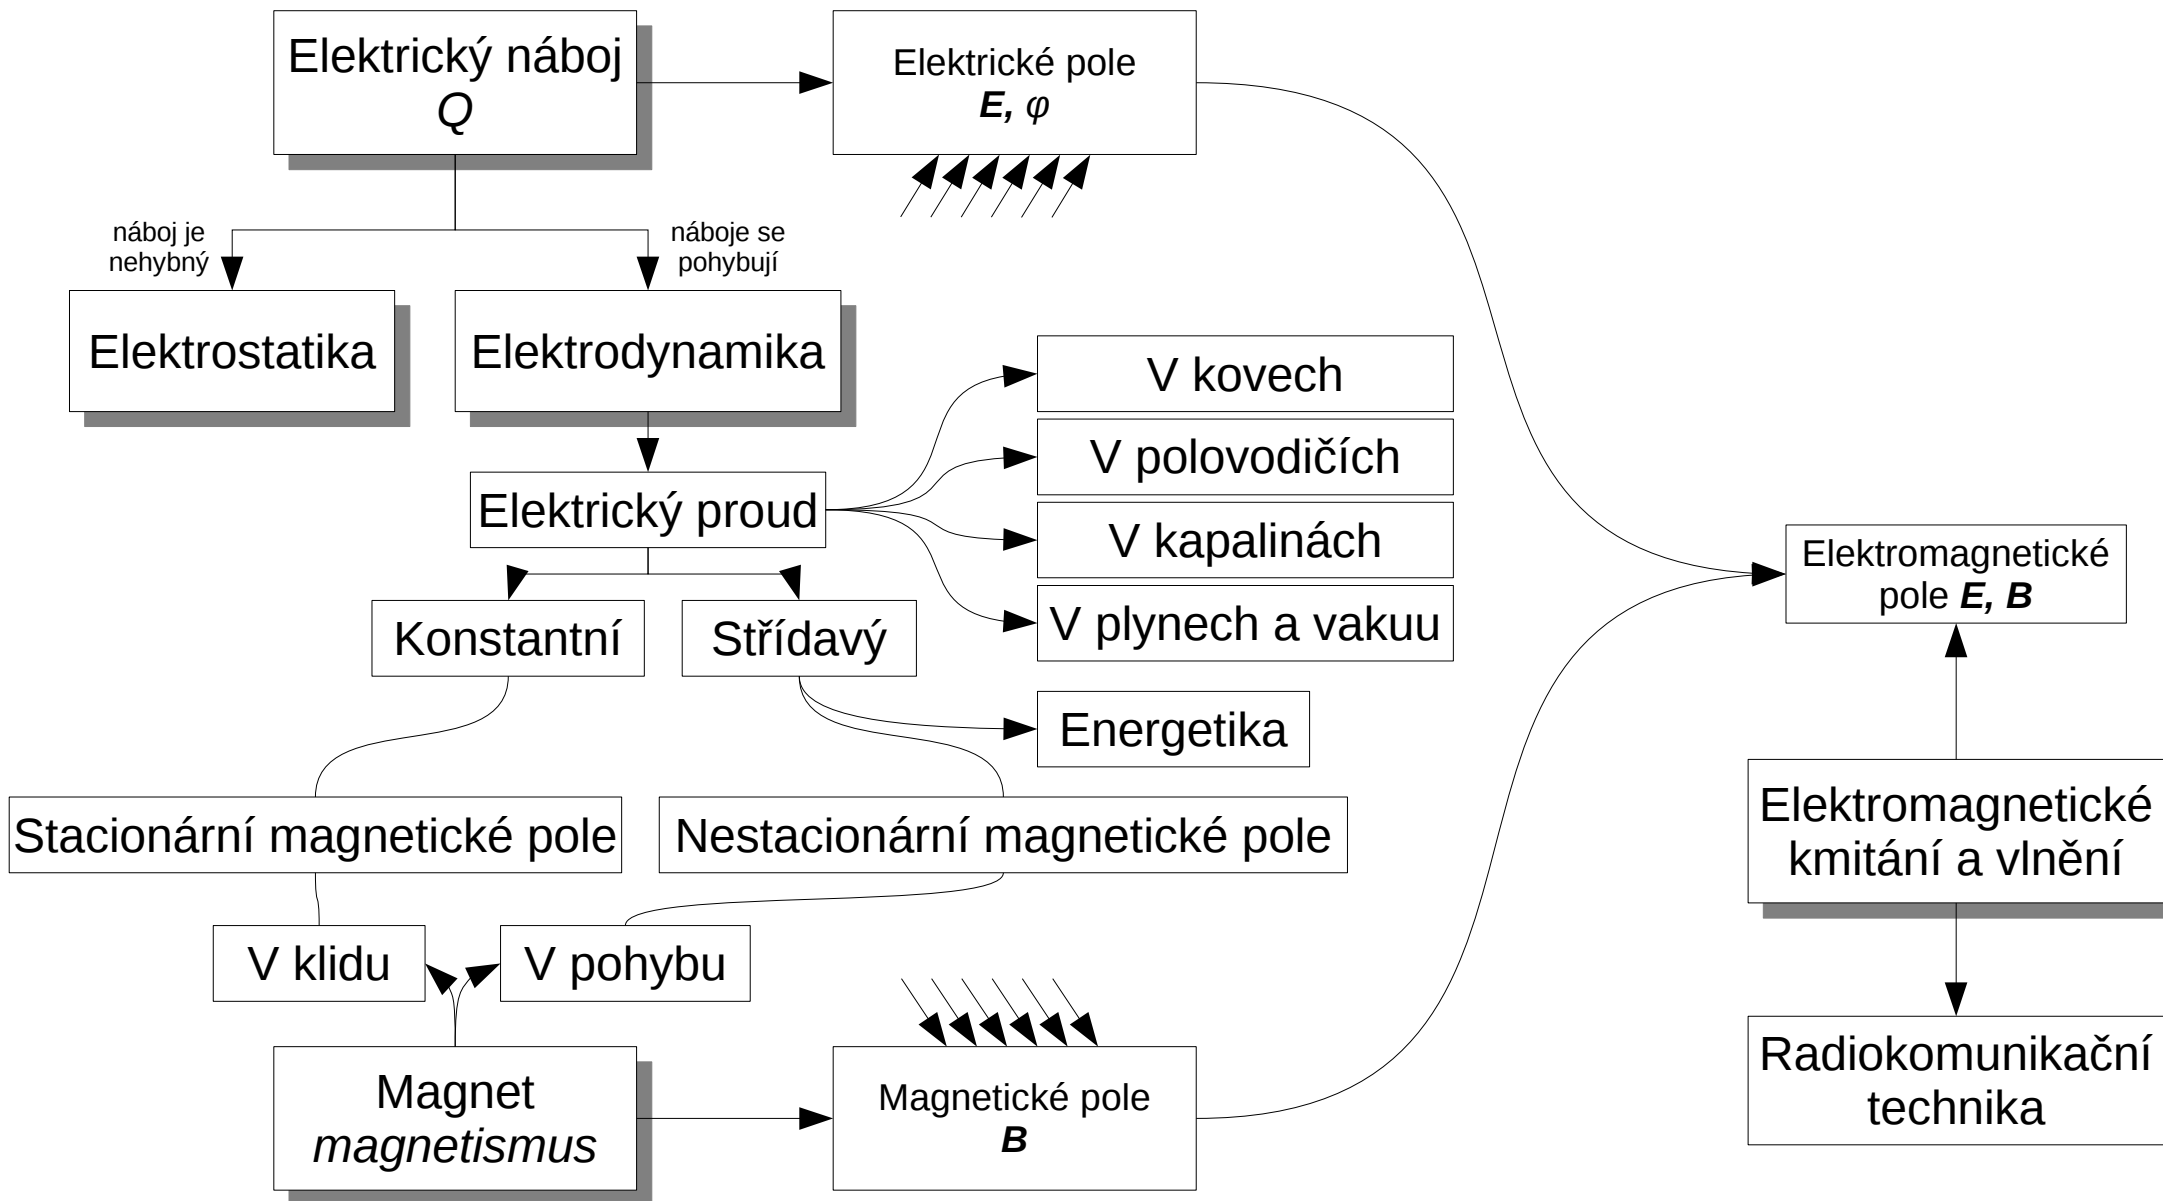 Elektrický náboj
Q
Elektrické pole
E, φ
náboj je
nehybný
náboje se
pohybují
Elektrostatika
Elektrodynamika
V kovech
V polovodičích
Elektrický proud
V kapalinách
V plynech a vakuu
Elektromagnetické
pole E, B
Konstantní
Střídavý
Energetika
Stacionární magnetické pole
Nestacionární magnetické pole
Elektromagnetické
kmitání a vlnění
V klidu
V pohybu
Magnet
magnetismus
Magnetické pole
B
Radiokomunikační
technika